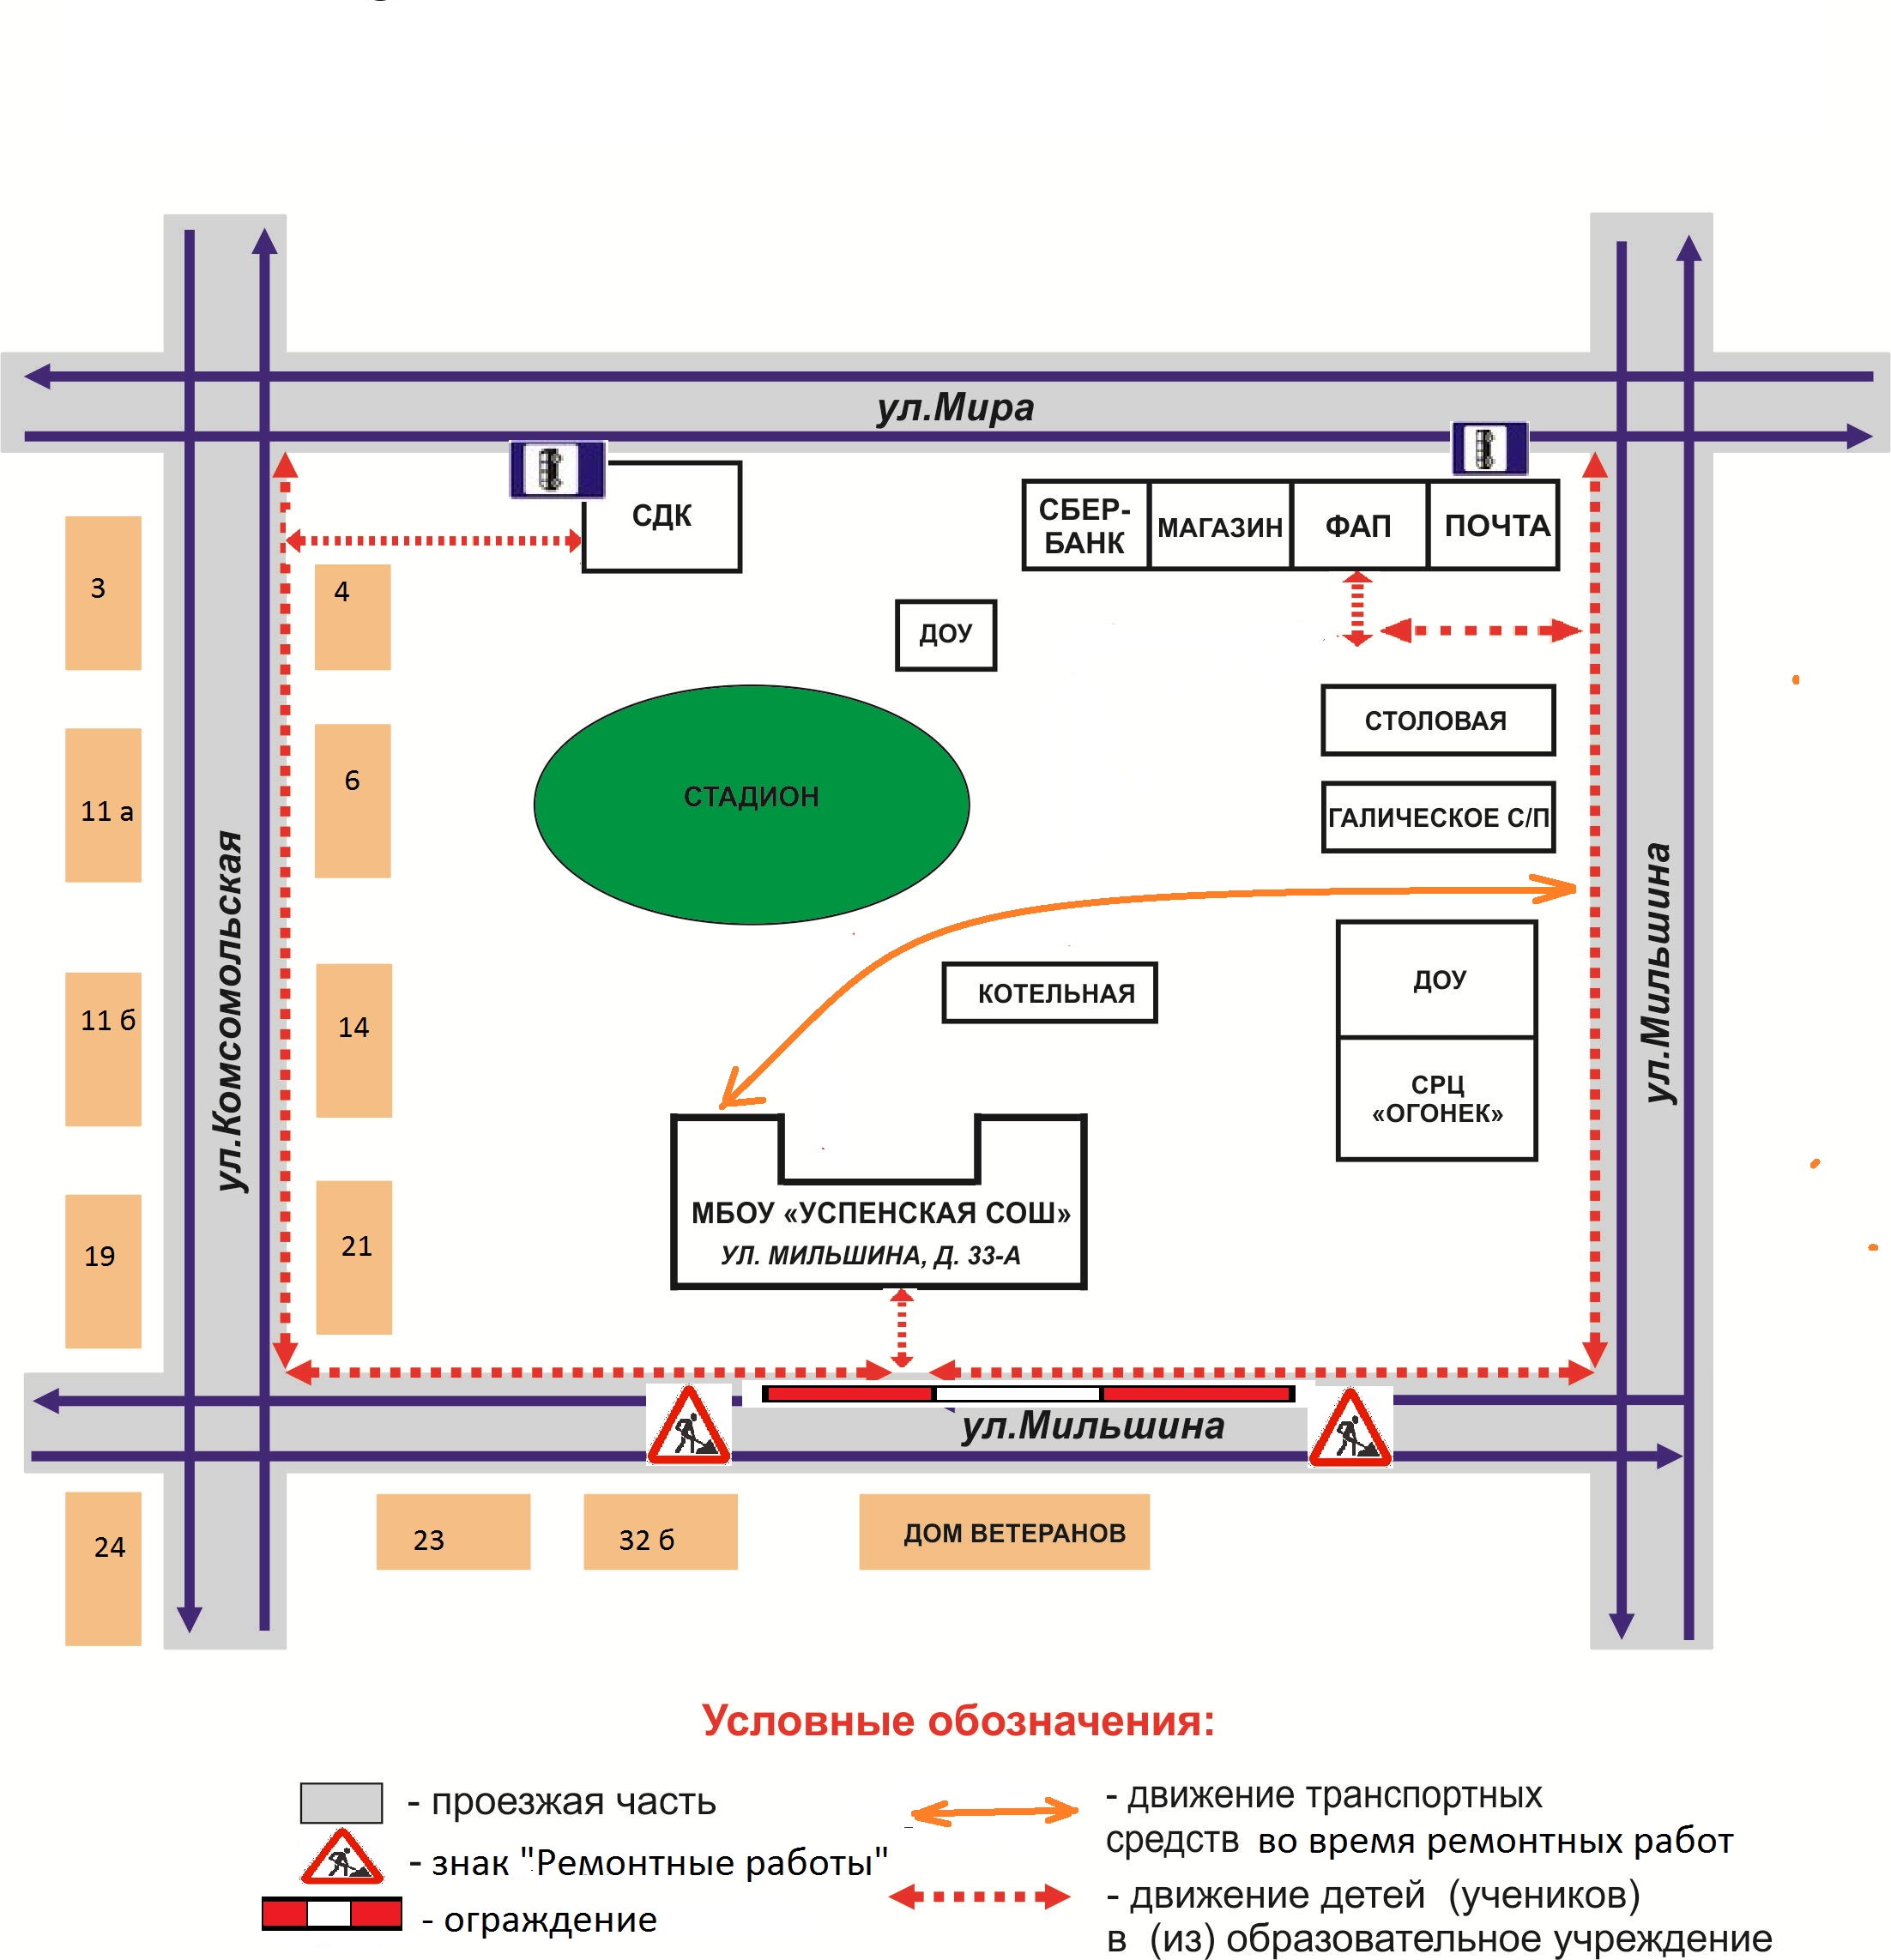 ул.Мира
СДК
СБЕР-
БАНК
МАГАЗИН
ФАП
ПОЧТА
3
4
ДОУ
СТОЛОВАЯ
6
СТАДИОН
11 а
ГАЛИЧЕСКОЕ С/П
ул.Комсомольская
ул.Мильшина
ДОУ
КОТЕЛЬНАЯ
11 б
14
СРЦ
«ОГОНЕК»
МБОУ «УСПЕНСКАЯ СОШ»
УЛ. МИЛЬШИНА, Д. 33-А
19
21
ул.Мильшина
24
23
32 б
ДОМ ВЕТЕРАНОВ
Условные обозначения:
- проезжая часть
- знак "Ремонтные работы"
- ограждение
- движение транспортных
средств во время ремонтных работ
- движение детей (учеников)
в (из) образовательное учреждение